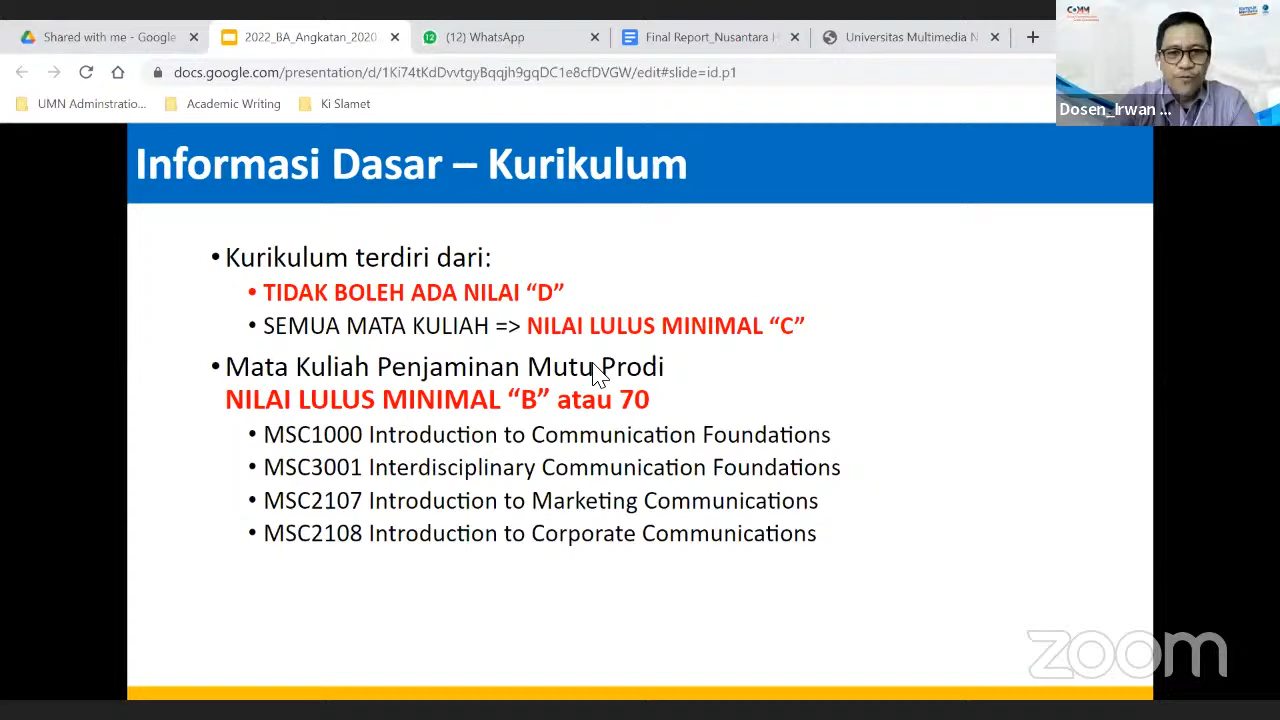 Shared with me - Google
2022_BA_Angkatan_2021
(12) WhatsApp
Final Report_Nusantara
Universitas Multimedia N
docs.google.com/presentation/d/1Ki74tKdDvvtgyBqqjh9gqDC1e8cfDVGW/edit#slide=id.p1
UMN Adminstratio...
Academic Writing
Ki Slamet
COMM
Dosen_Irwan ...
Informasi Dasar – Kurikulum
• Kurikulum terdiri dari:
• TIDAK BOLEH ADA NILAI “D”
• SEMUA MATA KULIAH => NILAI LULUS MINIMAL “C”
• Mata Kuliah Penjaminan Mutu Prodi
NILAI LULUS MINIMAL “B” atau 70
• MSC1000 Introduction to Communication Foundations
• MSC3001 Interdisciplinary Communication Foundations
• MSC2107 Introduction to Marketing Communications
• MSC2108 Introduction to Corporate Communications
zoom